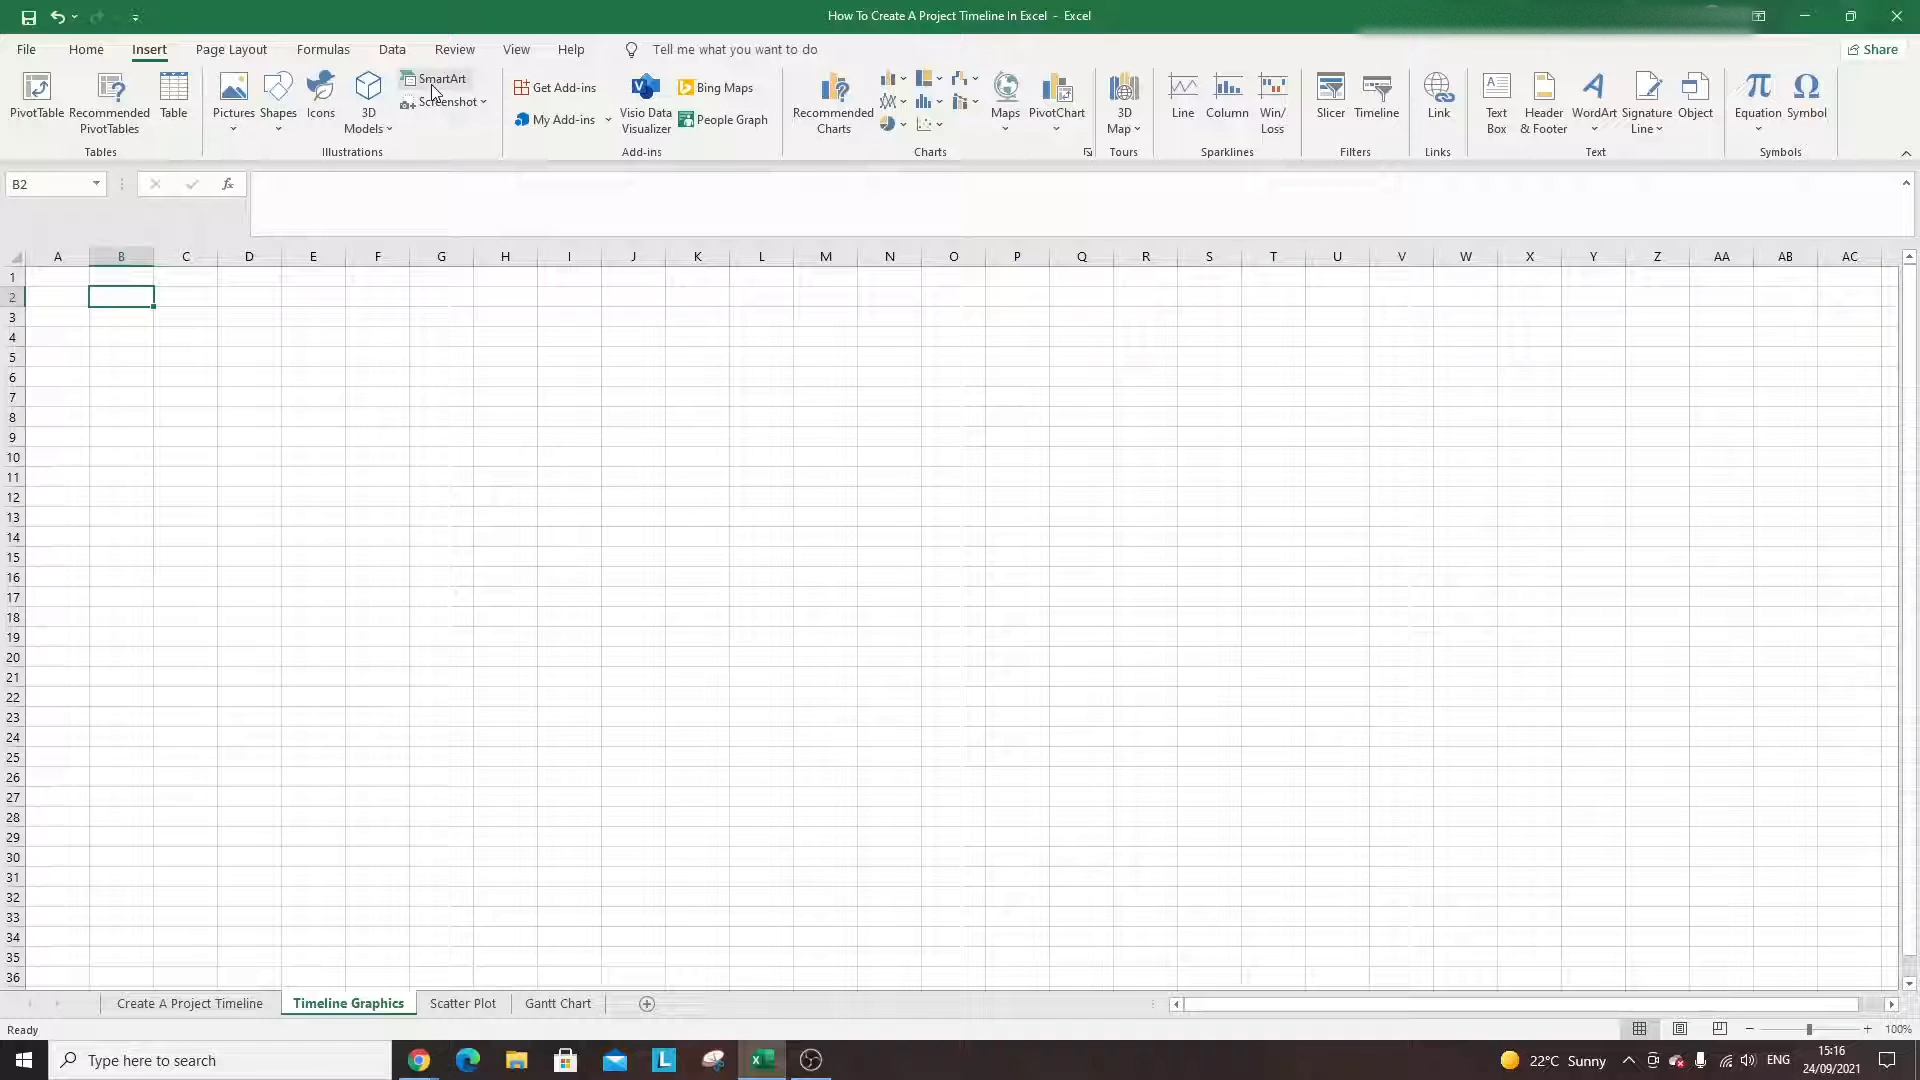 How To Create A Project Timeline In Excel - Excel
File Home Insert Page Layout Formulas Data Review View Help Tell me what you want to do Share
PivotTable Recommended PivotTables Table
Pictures Shapes Icons 3D Models SmartArt Screenshot
Get Add-ins My Add-ins Visio Data Visualizer Bing Maps People Graph
Recommended Charts Maps PivotChart
3D Map
Line Column Win/ Loss
Slicer Timeline
Link
Text Box Header & Footer WordArt Signature Line Object
Equation Symbol
Tables Illustrations Add-ins Charts Tours Sparklines Filters Links Text Symbols
B2 fx
A B C D E F G H I J K L M N O P Q R S T U V W X Y Z AA AB AC
1
2
3
4
5
6
7
8
9
10
11
12
13
14
15
16
17
18
19
20
21
22
23
24
25
26
27
28
29
30
31
32
33
34
35
36
Create A Project Timeline Timeline Graphics Scatter Plot Gantt Chart
Ready 100%
Type here to search L 22°C Sunny ENG 15:16
24/09/2021